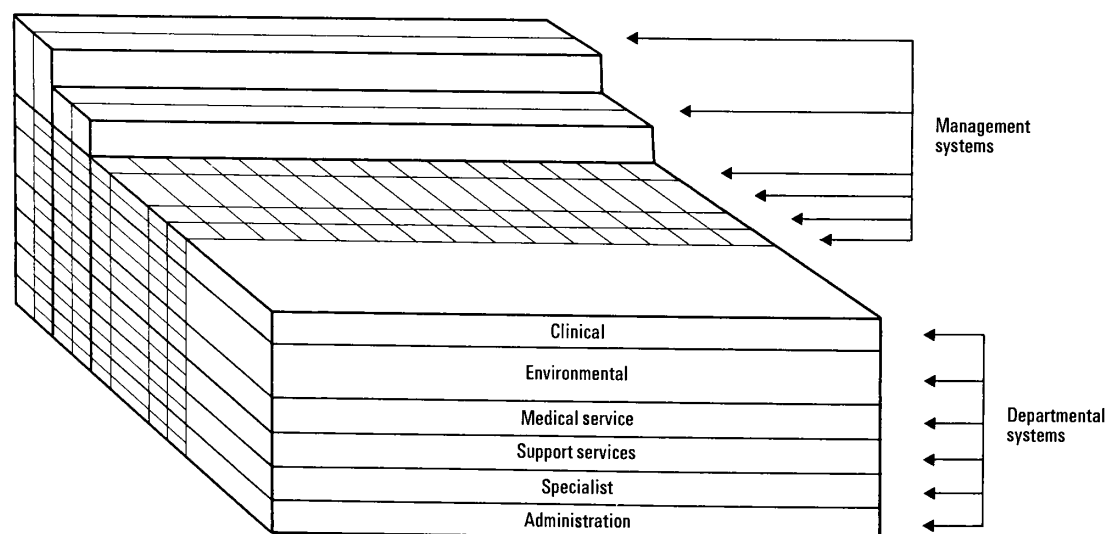 Management
systems
Clinical
Environmental
Medical service
Support services
Specialist
Administration
Departmental
systems